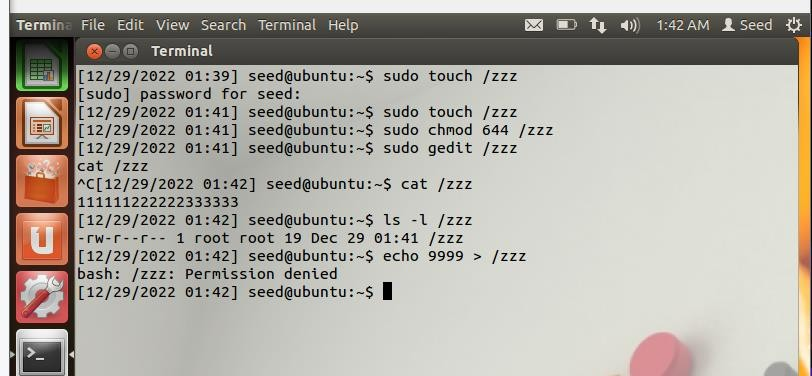 Termina File Edit View Search Terminal Help 1:42 AM Seed
Terminal
[12/29/2022 01:39] seed@ubuntu:~$ sudo touch /zzz
[sudo] password for seed:
[12/29/2022 01:41] seed@ubuntu:~$ sudo touch /zzz
[12/29/2022 01:41] seed@ubuntu:~$ sudo chmod 644 /zzz
[12/29/2022 01:41] seed@ubuntu:~$ sudo gedit /zzz
cat /zzz
^C[12/29/2022 01:42] seed@ubuntu:~$ cat /zzz
111111222222333333
[12/29/2022 01:42] seed@ubuntu:~$ ls -l /zzz
-rw-r--r-- 1 root root 19 Dec 29 01:41 /zzz
[12/29/2022 01:42] seed@ubuntu:~$ echo 9999 > /zzz
bash: /zzz: Permission denied
[12/29/2022 01:42] seed@ubuntu:~$